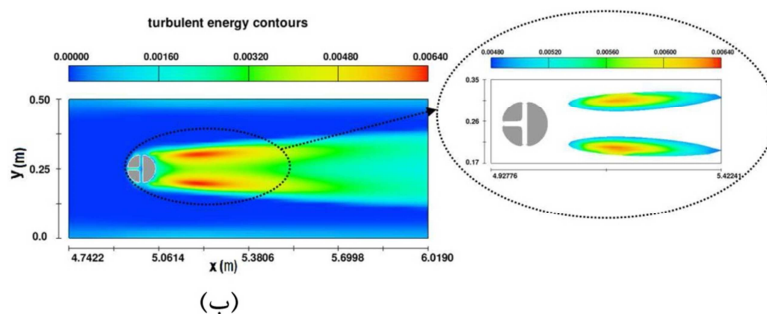 turbulent energy contours
0.00000 0.00160 0.00320 0.00480 0.00640
0.50
0.25
0.0
y (m)
4.7422 5.0614 5.3806 5.6998 6.0190
x (m)
0.00480 0.00520 0.00560 0.00600 0.00640
0.35
0.26
0.17
y (m)
4.92776 5.42241
(ب)